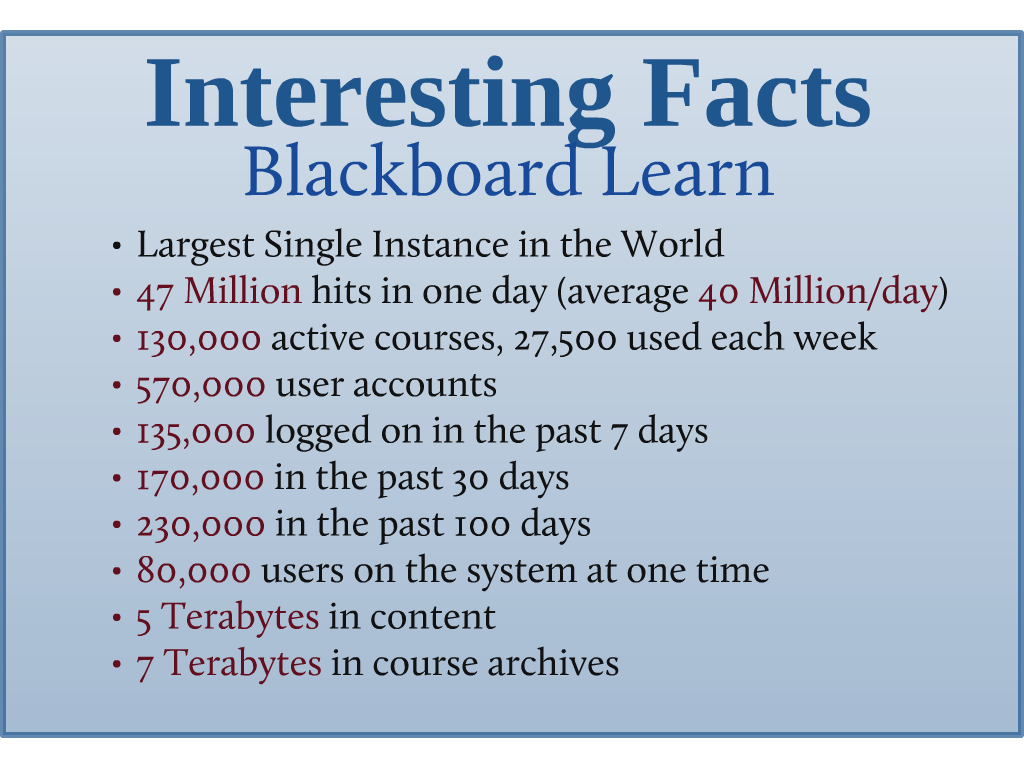 Interesting Facts
Blackboard Learn
• Largest Single Instance in the World
• 47 Million hits in one day (average 40 Million/day)
• 130,000 active courses, 27,500 used each week
• 570,000 user accounts
• 135,000 logged on in the past 7 days
• 170,000 in the past 30 days
• 230,000 in the past 100 days
• 80,000 users on the system at one time
• 5 Terabytes in content
• 7 Terabytes in course archives